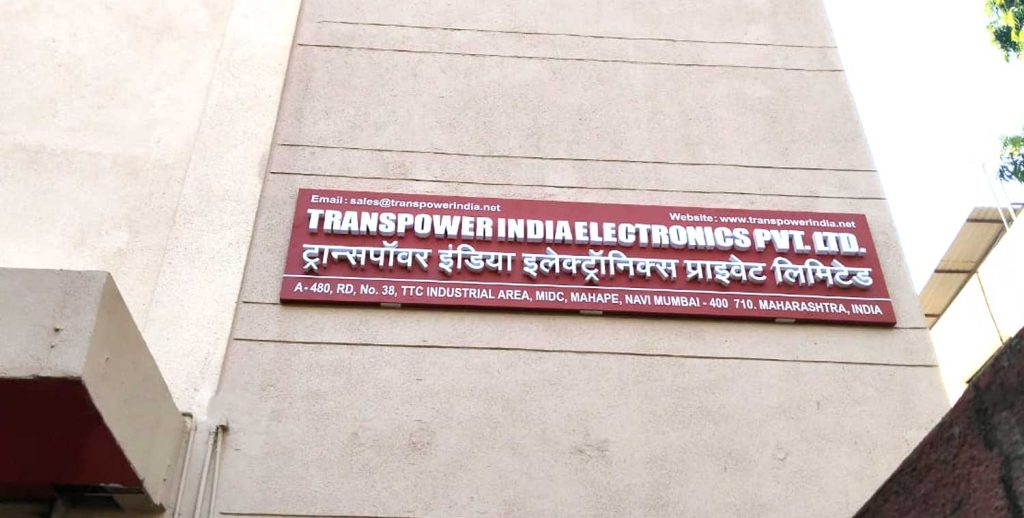 Email : sales@transpowerindia.net
Website : www.transpowerindia.net
TRANSPOWER INDIA ELECTRONICS PVT. LTD.
ट्रान्सपॉवर इंडिया इलेक्ट्रॉनिक्स प्राइवेट लिमिटेड
A- 480, RD, No. 38, TTC INDUSTRIAL AREA, MIDC, MAHAPE, NAVI MUMBAI - 400 710. MAHARASHTRA, INDIA